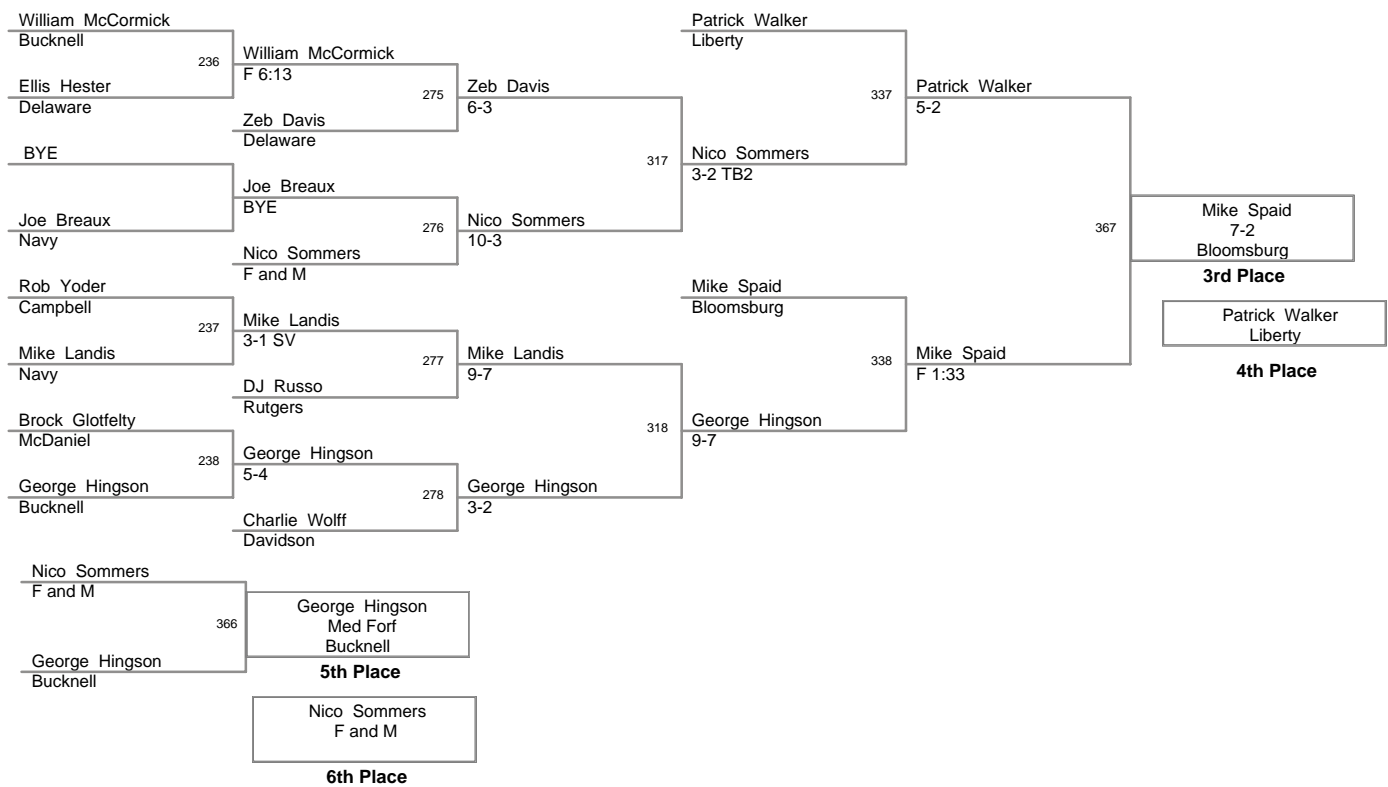 William McCormick
Bucknell
236
Ellis Hester
Delaware
BYE
Joe Breaux
Navy
Rob Yoder
Campbell
237
Mike Landis
Navy
Brock Glotfelty
McDaniel
238
George Hingson
Bucknell
William McCormick
F 6:13
275
Zeb Davis
Delaware
Joe Breaux
BYE
276
Nico Sommers
F and M
Mike Landis
3-1 SV
277
DJ Russo
Rutgers
George Hingson
5-4
278
Charlie Wolff
Davidson
Zeb Davis
6-3
317
Nico Sommers
10-3
Mike Landis
9-7
318
George Hingson
3-2
Patrick Walker
Liberty
337
Nico Sommers
3-2 TB2
Mike Spaid
Bloomsburg
338
George Hingson
9-7
Patrick Walker
5-2
367
Mike Spaid
F 1:33
Mike Spaid
7-2
Bloomsburg
3rd Place
Patrick Walker
Liberty
4th Place
Nico Sommers
F and M
366
George Hingson
Bucknell
George Hingson
Med Forf
Bucknell
5th Place
Nico Sommers
F and M
6th Place